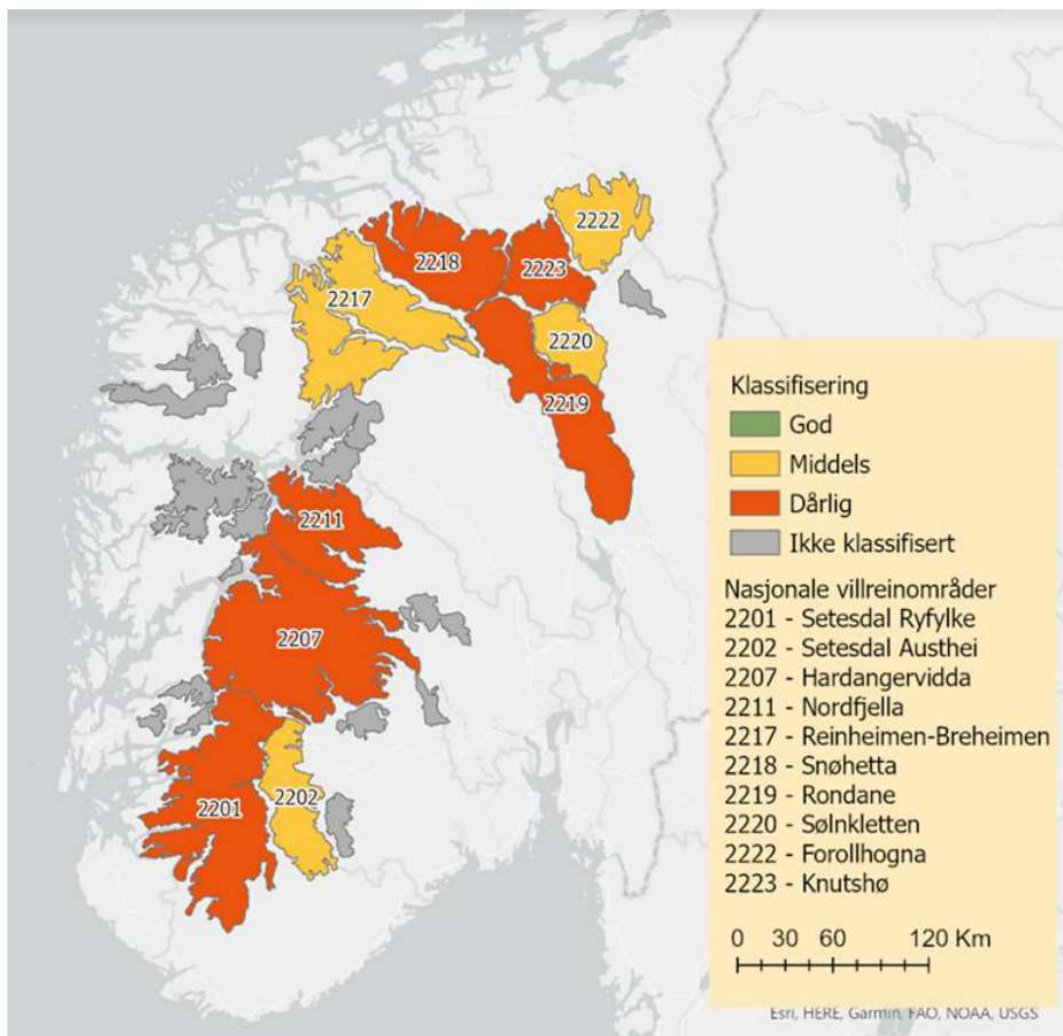 2222
2218
2223
2217
2220
2219
2211
2207
2201
2202
Klassifisering
God
Middels
Dårlig
Ikke klassifisert
Nasjonale villreinområder
2201 - Setesdal Ryfylke
2202 - Setesdal Austhei
2207 - Hardangervidda
2211 - Nordfjella
2217 - Reinheimen-Breheimen
2218 - Snøhetta
2219 - Rondane
2220 - Sølnkletten
2222 - Forollhogna
2223 - Knutshø
0 30 60 120 Km
Esri, HERE, Garmin, FAO, NOAA, USGS